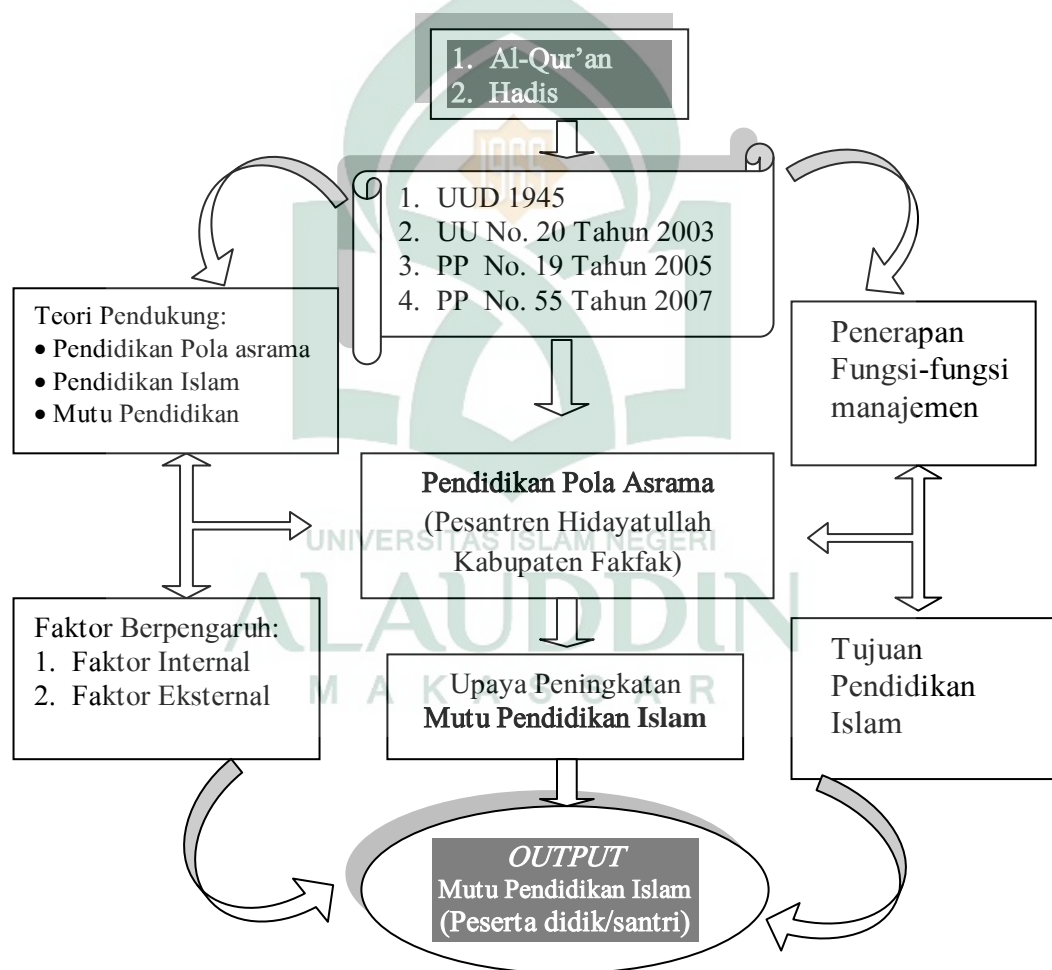 1. Al-Qur’an
2. Hadis
1965
1. UUD 1945
2. UU No. 20 Tahun 2003
3. PP No. 19 Tahun 2005
4. PP No. 55 Tahun 2007
Teori Pendukung:
• Pendidikan Pola asrama
• Pendidikan Islam
• Mutu Pendidikan
Penerapan
Fungsi-fungsi
manajemen
Pendidikan Pola Asrama
(Pesantren Hidayatullah
Kabupaten Fakfak)
UNIVERSITAS ISLAM NEGERI
ALAUDDIN
MAKASSAR
Faktor Berpengaruh:
1. Faktor Internal
2. Faktor Eksternal
Upaya Peningkatan
Mutu Pendidikan Islam
Tujuan
Pendidikan
Islam
OUTPUT
Mutu Pendidikan Islam
(Peserta didik/santri)